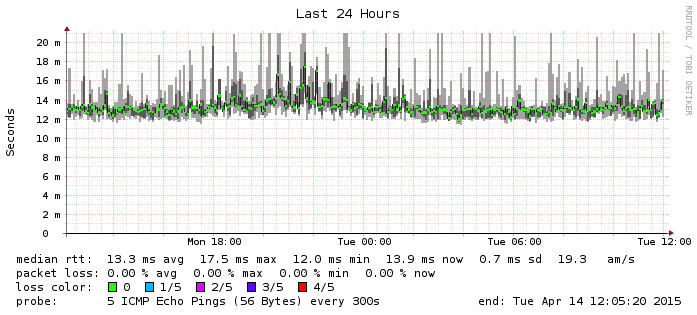 Last 24 Hours
RRDTOOL / TOBI OETIKER
Seconds
20 m
18 m
16 m
14 m
12 m
10 m
8 m
6 m
4 m
2 m
0
Mon 18:00 Tue 00:00 Tue 06:00 Tue 12:00
median rtt: 13.3 ms avg 17.5 ms max 12.0 ms min 13.9 ms now 0.7 ms sd 19.3 am/s
packet loss: 0.00 % avg 0.00 % max 0.00 % min 0.00 % now
loss color: 0 1/5 2/5 3/5 4/5
probe: 5 ICMP Echo Pings (56 Bytes) every 300s end: Tue Apr 14 12:05:20 2015